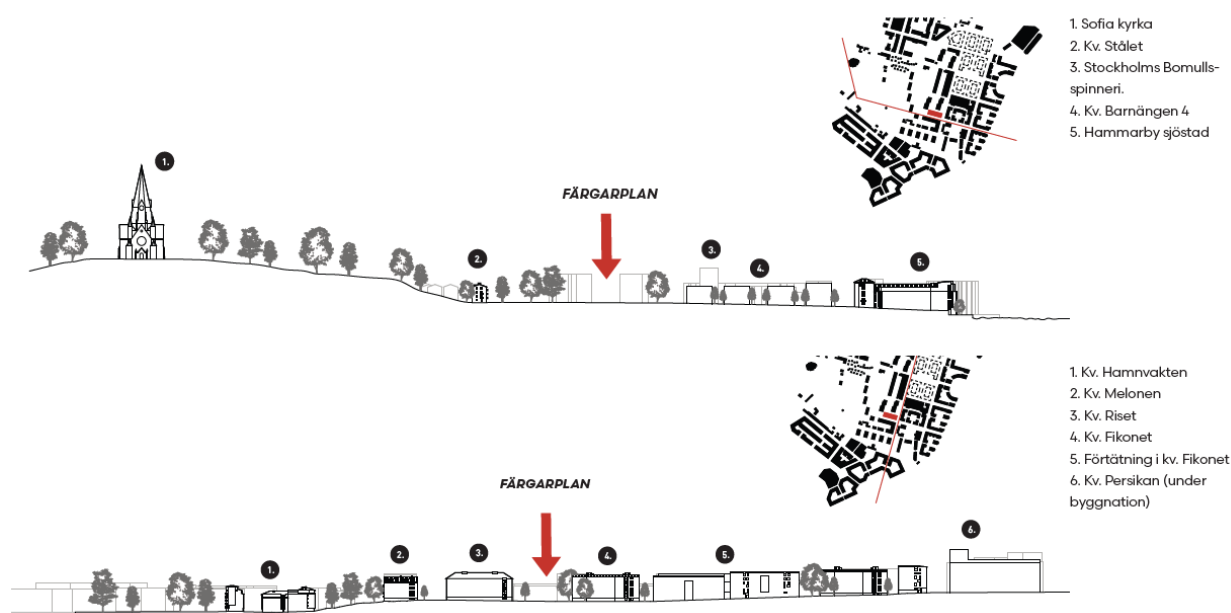 1. Sofia kyrka
2. Kv. Stålet
3. Stockholms Bomulls-
spinneri.
4. Kv. Barnängen 4
5. Hammarby sjöstad
1.
FÄRGARPLAN
2.
3.
4.
5.
1. Kv. Hamnvakten
2. Kv. Melonen
3. Kv. Riset
4. Kv. Fikonet
5. Förtätning i kv. Fikonet
6. Kv. Persikan (under
byggnation)
FÄRGARPLAN
1.
2.
3.
4.
5.
6.